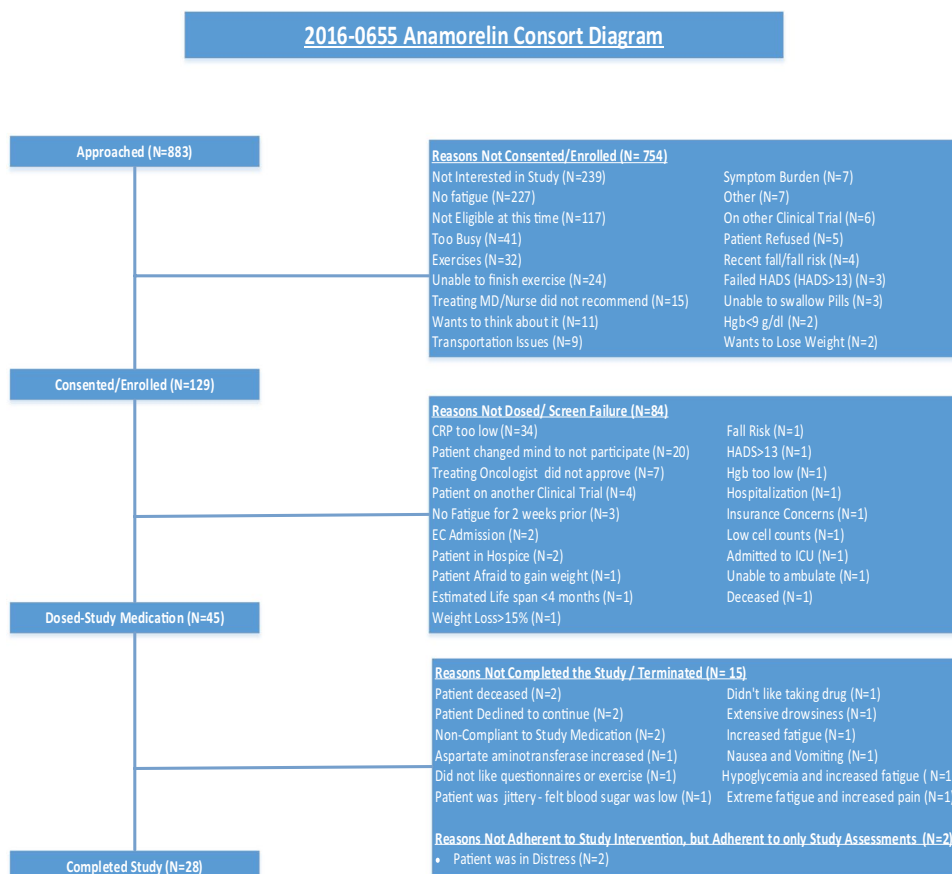 2016-0655 Anamorelin Consort Diagram
Approached (N=883)
Reasons Not Consented/Enrolled (N= 754)
Not Interested in Study (N=239)
No fatigue (N=227)
Not Eligible at this time (N=117)
Too Busy (N=41)
Exercises (N=32)
Unable to finish exercise (N=24)
Treating MD/Nurse did not recommend (N=15)
Wants to think about it (N=11)
Transportation Issues (N=9)
Symptom Burden (N=7)
Other (N=7)
On other Clinical Trial (N=6)
Patient Refused (N=5)
Recent fall/fall risk (N=4)
Failed HADS (HADS>13) (N=3)
Unable to swallow Pills (N=3)
Hgb<9 g/dl (N=2)
Wants to Lose Weight (N=2)
Consented/Enrolled (N=129)
Reasons Not Dosed/ Screen Failure (N=84)
CRP too low (N=34)
Patient changed mind to not participate (N=20)
Treating Oncologist did not approve (N=7)
Patient on another Clinical Trial (N=4)
No Fatigue for 2 weeks prior (N=3)
EC Admission (N=2)
Patient in Hospice (N=2)
Patient Afraid to gain weight (N=1)
Estimated Life span <4 months (N=1)
Weight Loss>15% (N=1)
Fall Risk (N=1)
HADS>13 (N=1)
Hgb too low (N=1)
Hospitalization (N=1)
Insurance Concerns (N=1)
Low cell counts (N=1)
Admitted to ICU (N=1)
Unable to ambulate (N=1)
Deceased (N=1)
Dosed-Study Medication (N=45)
Reasons Not Completed the Study / Terminated (N= 15)
Patient deceased (N=2)
Patient Declined to continue (N=2)
Non-Compliant to Study Medication (N=2)
Aspartate aminotransferase increased (N=1)
Did not like questionnaires or exercise (N=1)
Patient was jittery - felt blood sugar was low (N=1)
Didn't like taking drug (N=1)
Extensive drowsiness (N=1)
Increased fatigue (N=1)
Nausea and Vomiting (N=1)
Hypoglycemia and increased fatigue ( N=1
Extreme fatigue and increased pain (N=1)
Reasons Not Adherent to Study Intervention, but Adherent to only Study Assessments (N=2)
• Patient was in Distress (N=2)
Completed Study (N=28)